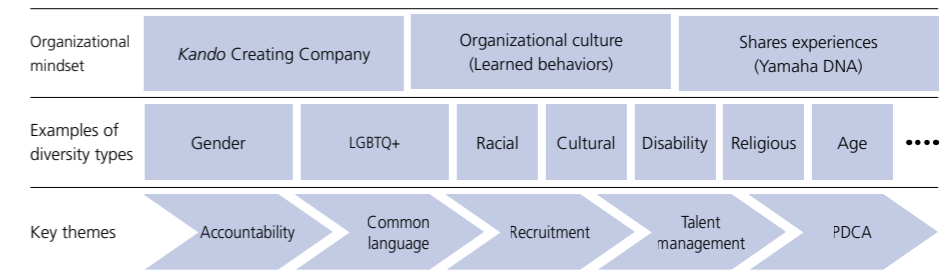 Organizational
mindset
Kando Creating Company
Organizational culture
(Learned behaviors)
Shares experiences
(Yamaha DNA)
Examples of
diversity types
Gender
LGBTQ+
Racial
Cultural
Disability
Religious
Age
••••
Key themes
Accountability
Common
language
Recruitment
Talent
management
PDCA